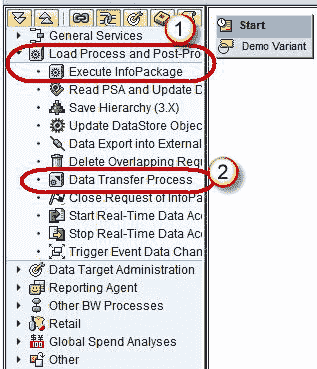 General Services
1
Load Process and Post-Pro
Execute InfoPackage
Read PSA and Update D
Save Hierarchy (3.X)
Update DataStore Objec
Data Export into External
Delete Overlapping Req
Data Transfer Process
2
Close Request of InfoPa
Start Real-Time Data Acc
Stop Real-Time Data Acc
Trigger Event Data Chan
Data Target Administration
Reporting Agent
Other BW Processes
Retail
Global Spend Analyses
Other
Start
Demo Variant